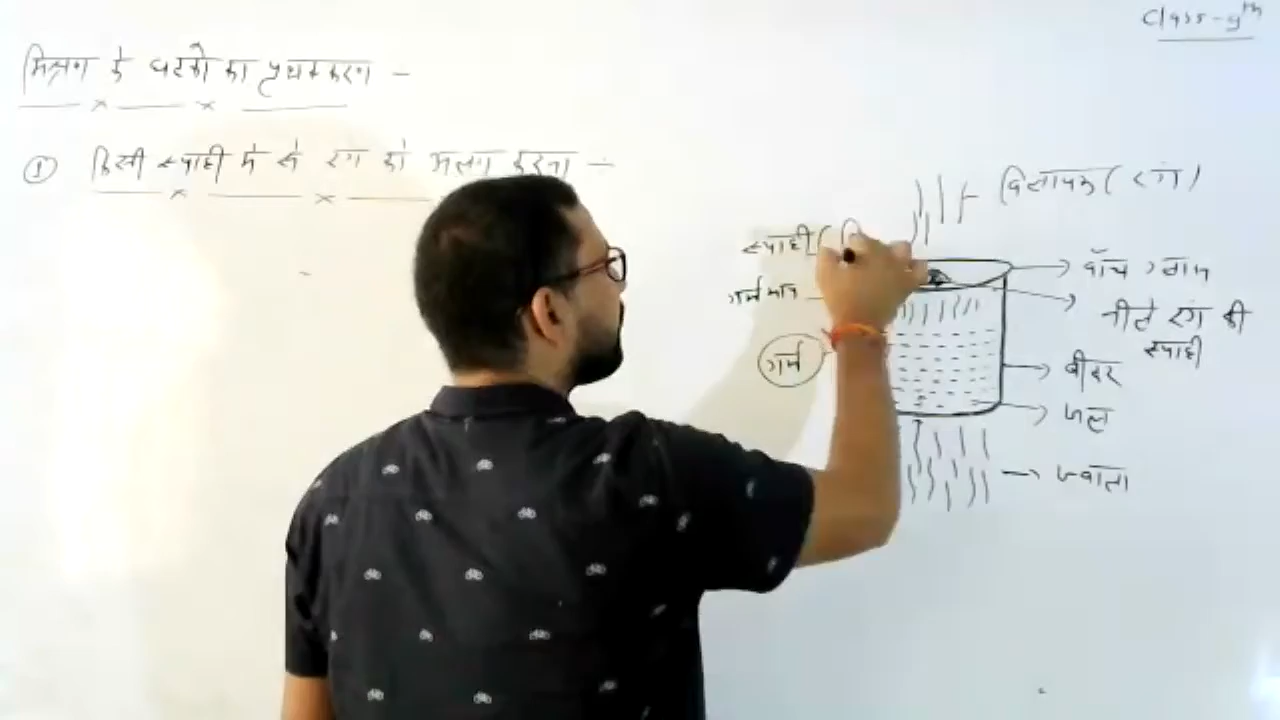 Class-9th
मिश्रण के घटकों का पृथक्करण -
① किसी स्याही में से रंग को अलग करना -
विलायक (रंग)
स्याही (
वॉच ग्लास
गर्म भाप
नीले रंग की
स्याही
गर्म
बीकर
जल
ज्वाला